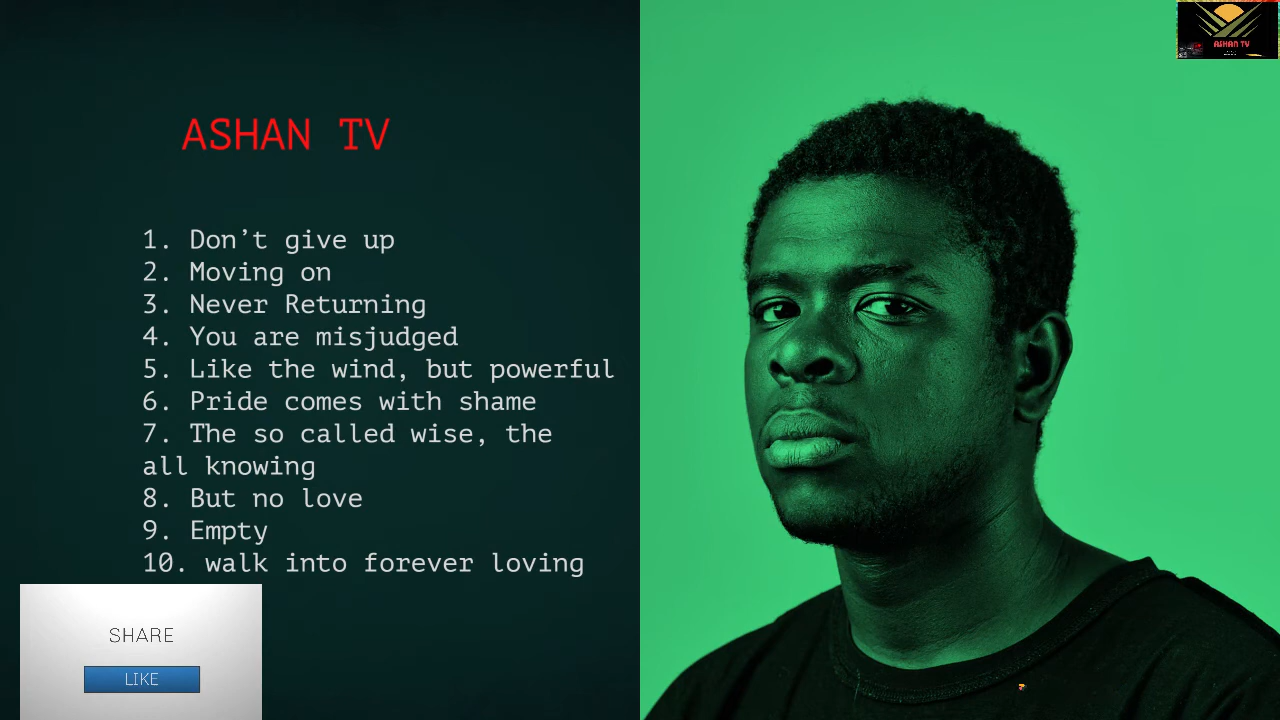 ASHAN TV
ASHAN TV
1. Don’t give up
2. Moving on
3. Never Returning
4. You are misjudged
5. Like the wind, but powerful
6. Pride comes with shame
7. The so called wise, the
all knowing
8. But no love
9. Empty
10. walk into forever loving
SHARE
LIKE